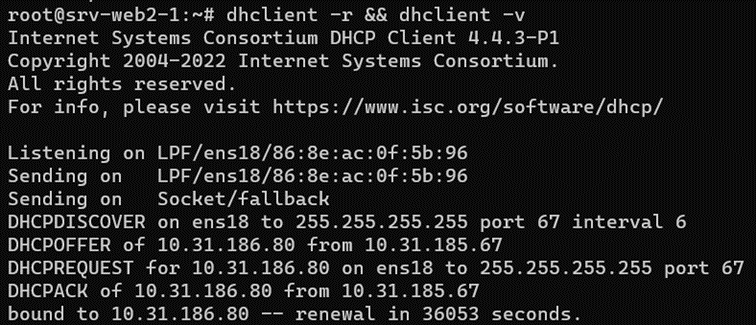 root@srv-web2-1:~# dhclient -r && dhclient -v
Internet Systems Consortium DHCP Client 4.4.3-P1
Copyright 2004-2022 Internet Systems Consortium.
All rights reserved.
For info, please visit https://www.isc.org/software/dhcp/

Listening on LPF/ens18/86:8e:ac:0f:5b:96
Sending on   LPF/ens18/86:8e:ac:0f:5b:96
Sending on   Socket/fallback
DHCPDISCOVER on ens18 to 255.255.255.255 port 67 interval 6
DHCPOFFER of 10.31.186.80 from 10.31.185.67
DHCPREQUEST for 10.31.186.80 on ens18 to 255.255.255.255 port 67
DHCPACK of 10.31.186.80 from 10.31.185.67
bound to 10.31.186.80 -- renewal in 36053 seconds.